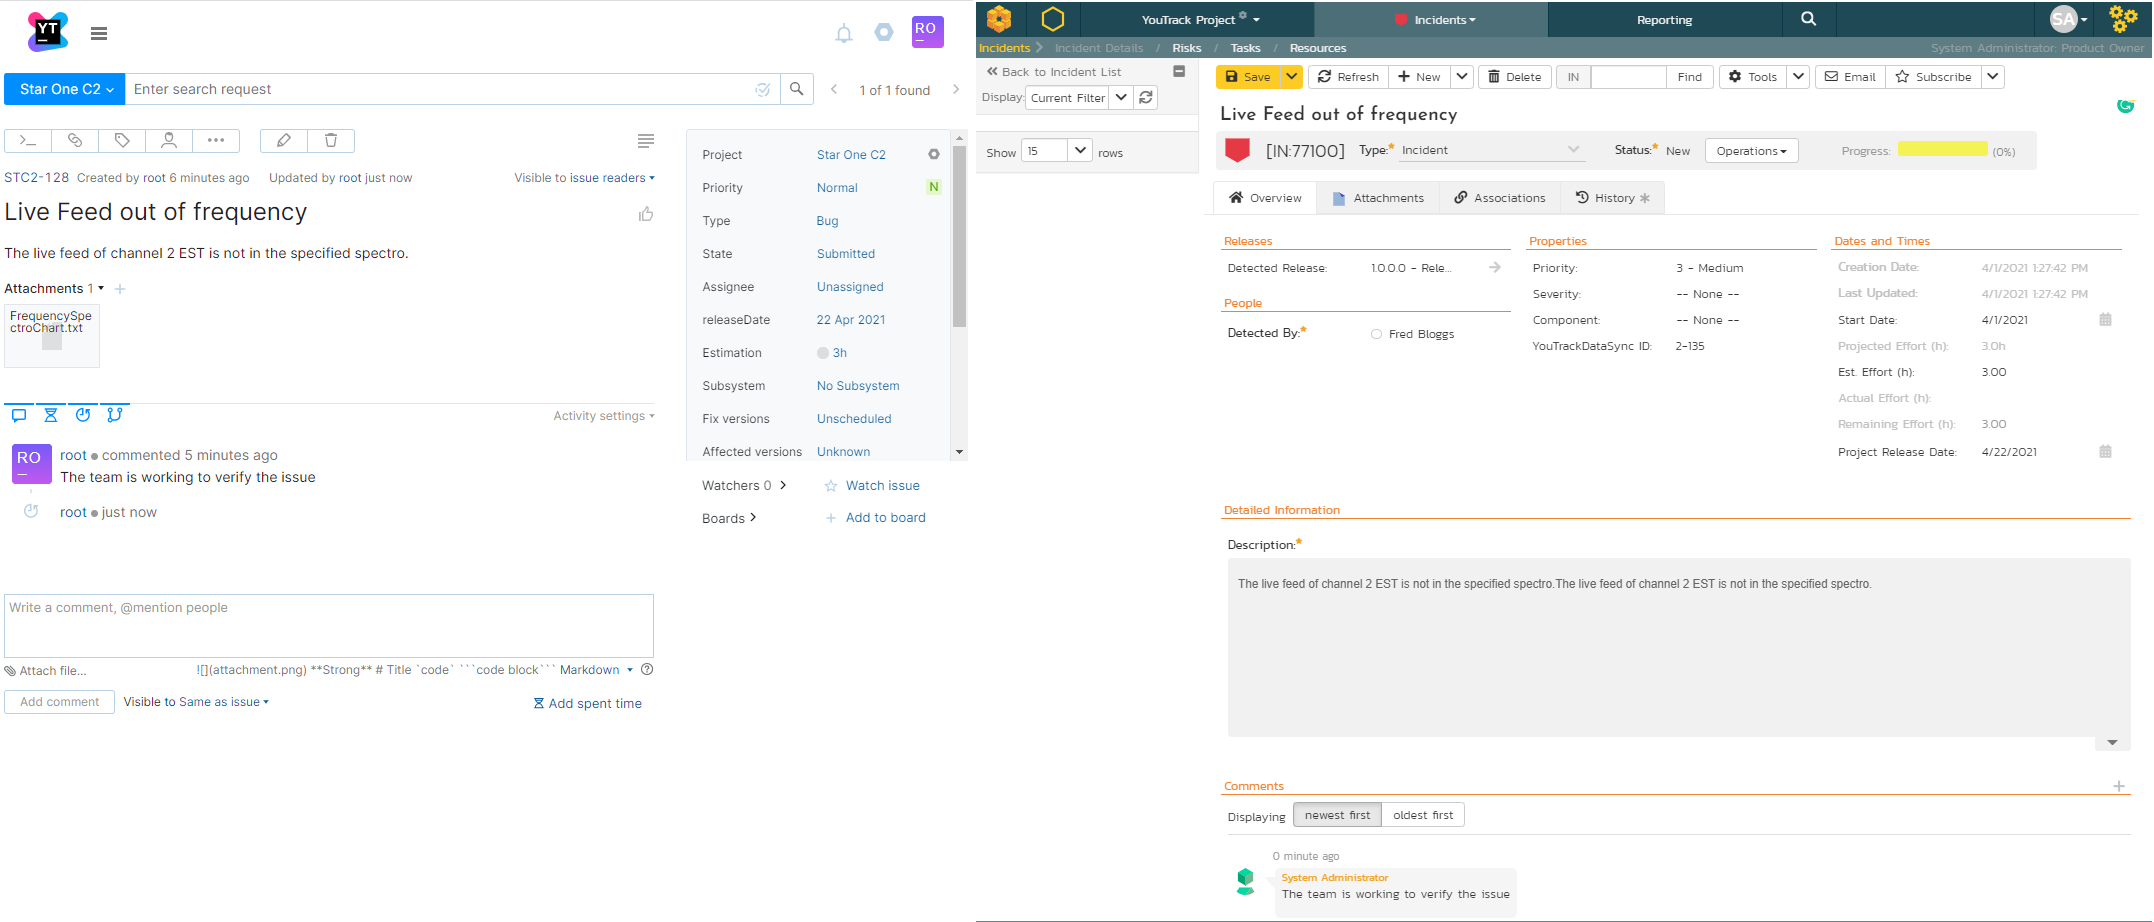 YT
RO
Star One C2
Enter search request
1 of 1 found
STC2-128 Created by root 6 minutes ago Updated by root just now Visible to issue readers
Live Feed out of frequency
The live feed of channel 2 EST is not in the specified spectro.
Attachments 1
FrequencySpe
ctroChart.txt
Activity settings
RO
root commented 5 minutes ago
The team is working to verify the issue
root just now
Write a comment, @mention people
Attach file... ![](attachment.png) **Strong** # Title `code` ```code block``` Markdown
Add comment Visible to Same as issue Add spent time
Project Star One C2
Priority Normal N
Type Bug
State Submitted
Assignee Unassigned
releaseDate 22 Apr 2021
Estimation 3h
Subsystem No Subsystem
Fix versions Unscheduled
Affected versions Unknown
Watchers 0 Watch issue
Boards Add to board
YouTrack Project Incidents Reporting SA
Incidents Incident Details / Risks / Tasks / Resources System Administrator: Product Owner
Back to Incident List
Display: Current Filter
Show 15 rows
Save Refresh New Delete IN Find Tools Email Subscribe
Live Feed out of frequency
[IN:77100] Type:* Incident Status:* New Operations Progress: (0%)
Overview Attachments Associations History
Releases
Detected Release: 1.0.0.0 - Rele...
People
Detected By:* Fred Bloggs
Properties
Priority: 3 - Medium
Severity: -- None --
Component: -- None --
YouTrackDataSync ID: 2-135
Dates and Times
Creation Date: 4/1/2021 1:27:42 PM
Last Updated: 4/1/2021 1:27:42 PM
Start Date: 4/1/2021
Projected Effort (h): 3.0h
Est. Effort (h): 3.00
Actual Effort (h):
Remaining Effort (h): 3.00
Project Release Date: 4/22/2021
Detailed Information
Description:*
The live feed of channel 2 EST is not in the specified spectro.The live feed of channel 2 EST is not in the specified spectro.
Comments
Displaying newest first oldest first
0 minute ago
System Administrator
The team is working to verify the issue